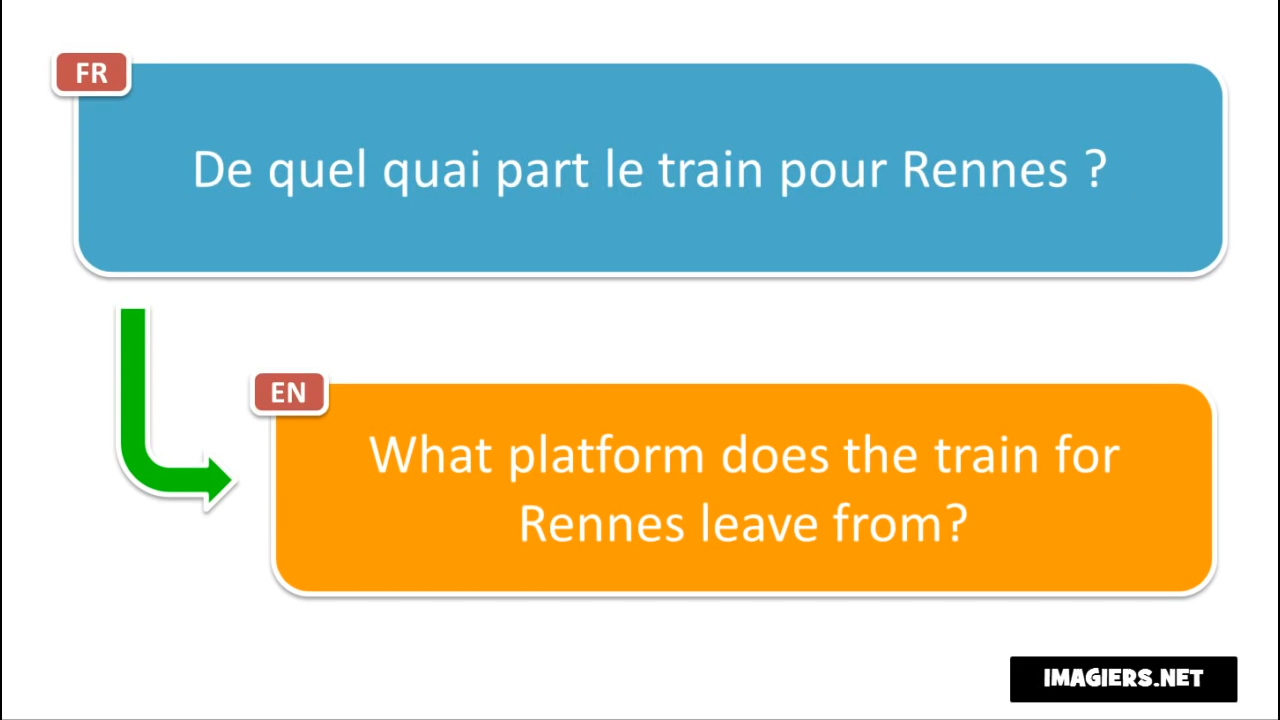 FR
De quel quai part le train pour Rennes ?
EN
What platform does the train for
Rennes leave from?
IMAGIERS.NET